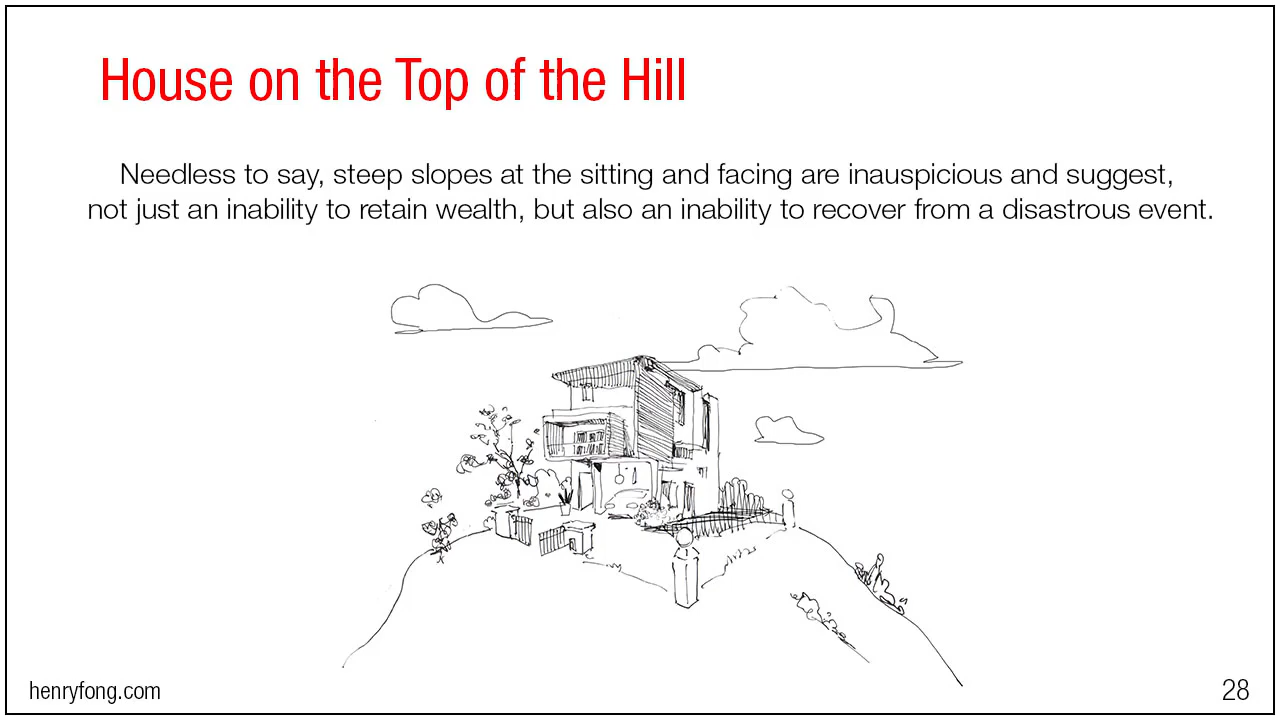 House on the Top of the Hill
Needless to say, steep slopes at the sitting and facing are inauspicious and suggest,
not just an inability to retain wealth, but also an inability to recover from a disastrous event.
henryfong.com
28